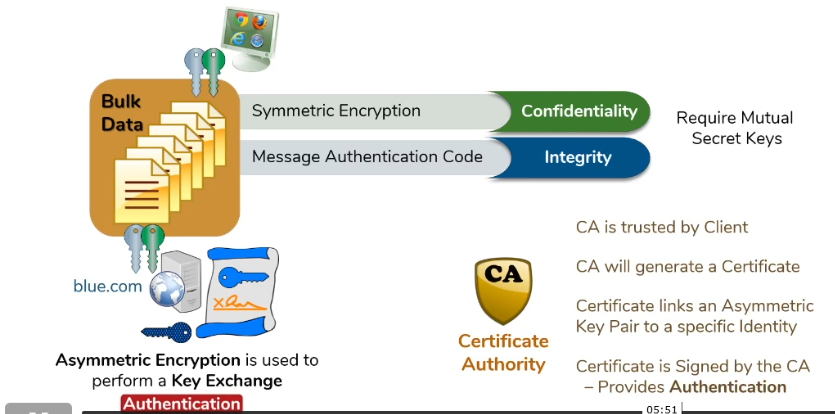 Bulk
Data
Symmetric Encryption
Confidentiality
Message Authentication Code
Integrity
Require Mutual
Secret Keys
blue.com
Asymmetric Encryption is used to
perform a Key Exchange
Authentication
CA
Certificate
Authority
CA is trusted by Client
CA will generate a Certificate
Certificate links an Asymmetric
Key Pair to a specific Identity
Certificate is Signed by the CA
– Provides Authentication
05:51